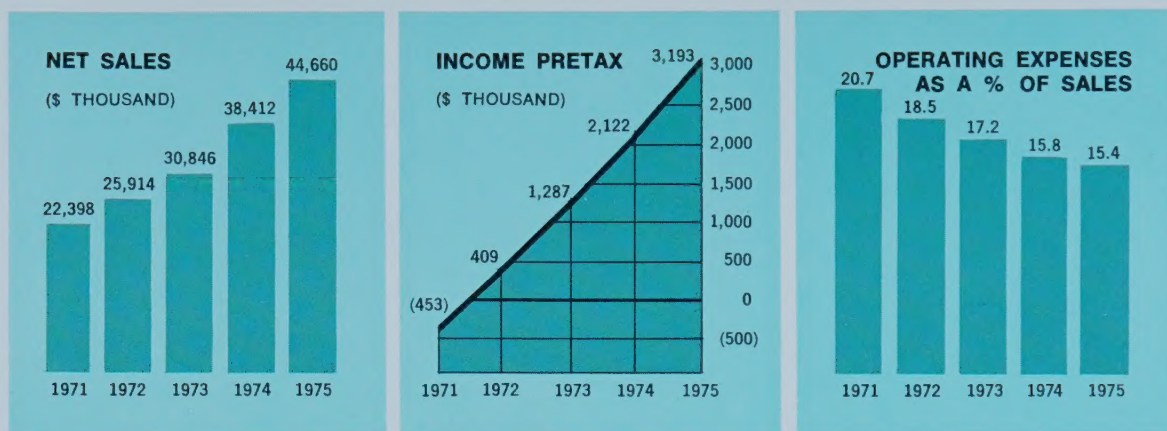 NET SALES
($ THOUSAND)
22,398
25,914
30,846
38,412
44,660
1971 1972 1973 1974 1975
INCOME PRETAX
($ THOUSAND)
(453)
409
1,287
2,122
3,193
3,000
2,500
2,000
1,500
1,000
500
0
(500)
1971 1972 1973 1974 1975
OPERATING EXPENSES
AS A % OF SALES
20.7
18.5
17.2
15.8
15.4
1971 1972 1973 1974 1975